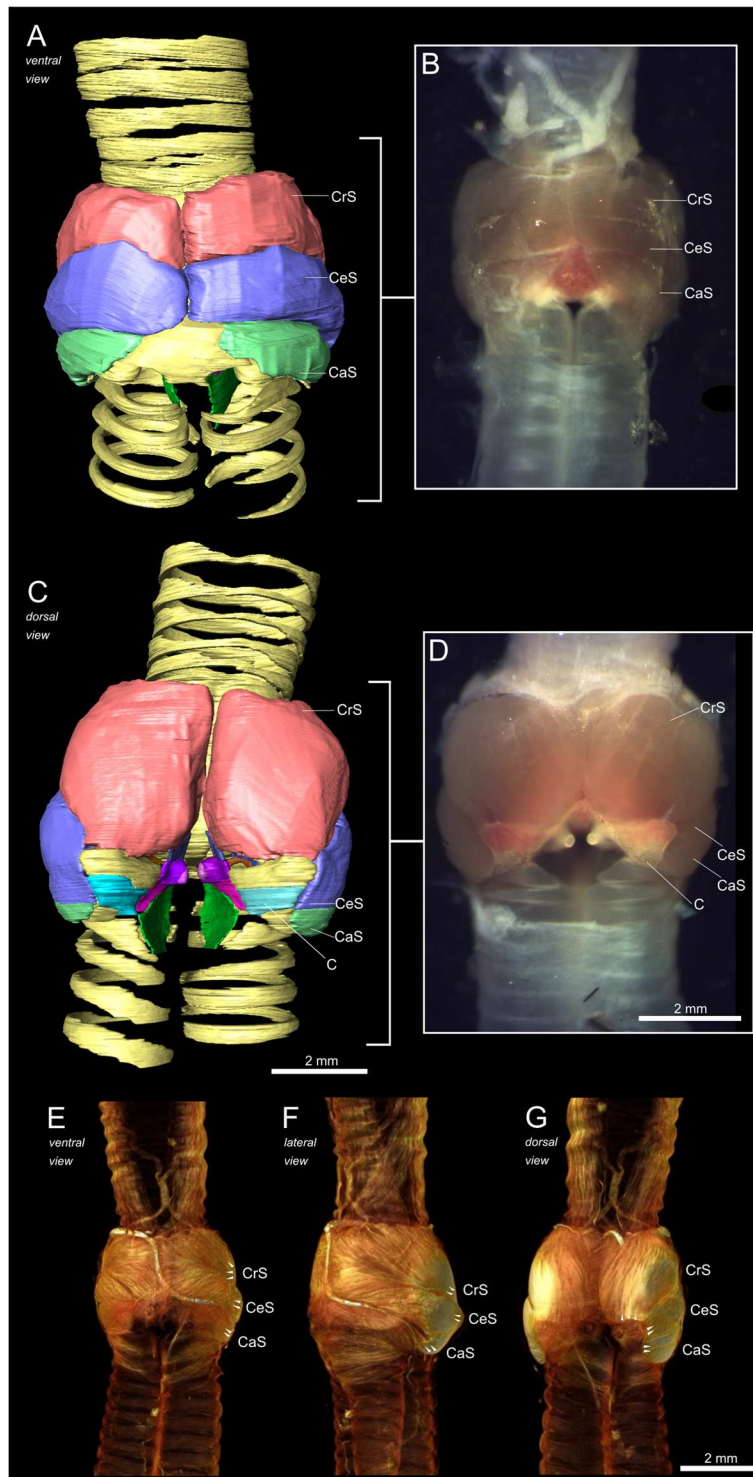 A
ventral
view
CrS
CeS
CaS
B
CrS
CeS
CaS
C
dorsal
view
CrS
CeS
CaS
C
2 mm
D
CrS
CeS
CaS
C
2 mm
E
ventral
view
CrS
CeS
CaS
F
lateral
view
CrS
CeS
CaS
G
dorsal
view
CrS
CeS
CaS
2 mm